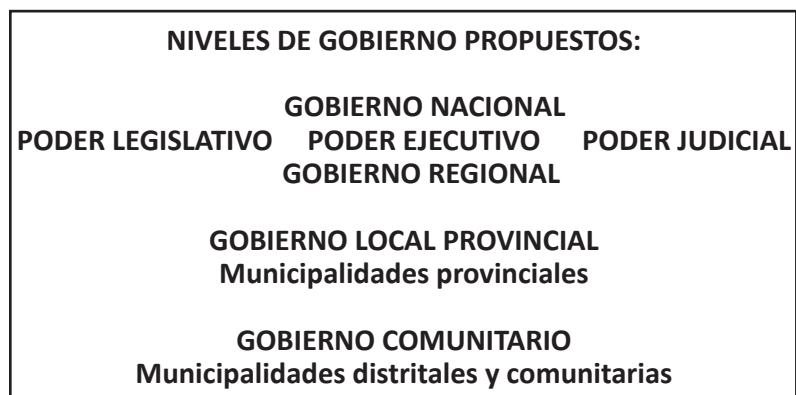 NIVELES DE GOBIERNO PROPUESTOS:
GOBIERNO NACIONAL
PODER LEGISLATIVO PODER EJECUTIVO PODER JUDICIAL
GOBIERNO REGIONAL
GOBIERNO LOCAL PROVINCIAL
Municipalidades provinciales
GOBIERNO COMUNITARIO
Municipalidades distritales y comunitarias